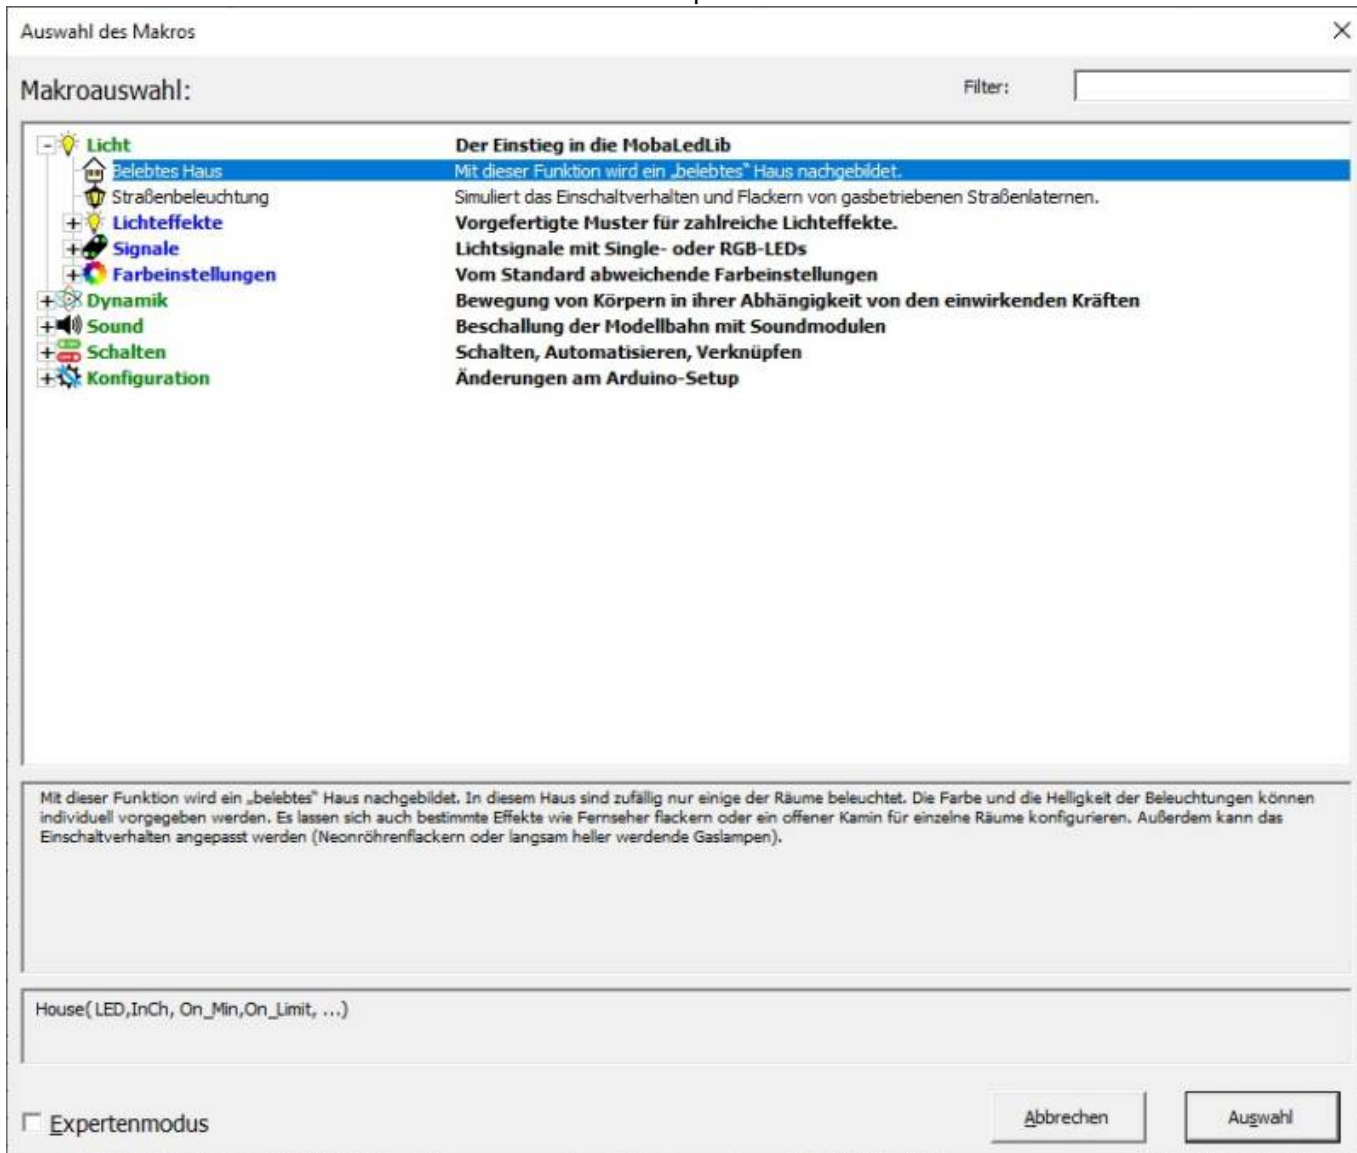 Auswahl des Makros
Makroauswahl:
Filter:
Licht Der Einstieg in die MobaLedLib
Belebtes Haus Mit dieser Funktion wird ein „belebtes" Haus nachgebildet.
Straßenbeleuchtung Simuliert das Einschaltverhalten und Flackern von gasbetriebenen Straßenlaternen.
Lichteffekte Vorgefertigte Muster für zahlreiche Lichteffekte.
Signale Lichtsignale mit Single- oder RGB-LEDs
Farbeinstellungen Vom Standard abweichende Farbeinstellungen
Dynamik Bewegung von Körpern in ihrer Abhängigkeit von den einwirkenden Kräften
Sound Beschallung der Modellbahn mit Soundmodulen
Schalten Schalten, Automatisieren, Verknüpfen
Konfiguration Änderungen am Arduino-Setup
Mit dieser Funktion wird ein „belebtes" Haus nachgebildet. In diesem Haus sind zufällig nur einige der Räume beleuchtet. Die Farbe und die Helligkeit der Beleuchtungen können
individuell vorgegeben werden. Es lassen sich auch bestimmte Effekte wie Fernseher flackern oder ein offener Kamin für einzelne Räume konfigurieren. Außerdem kann das
Einschaltverhalten angepasst werden (Neonröhrenflackern oder langsam heller werdende Gaslampen).
House( LED,InCh, On_Min,On_Limit, ...)
Expertenmodus
Abbrechen
Auswahl